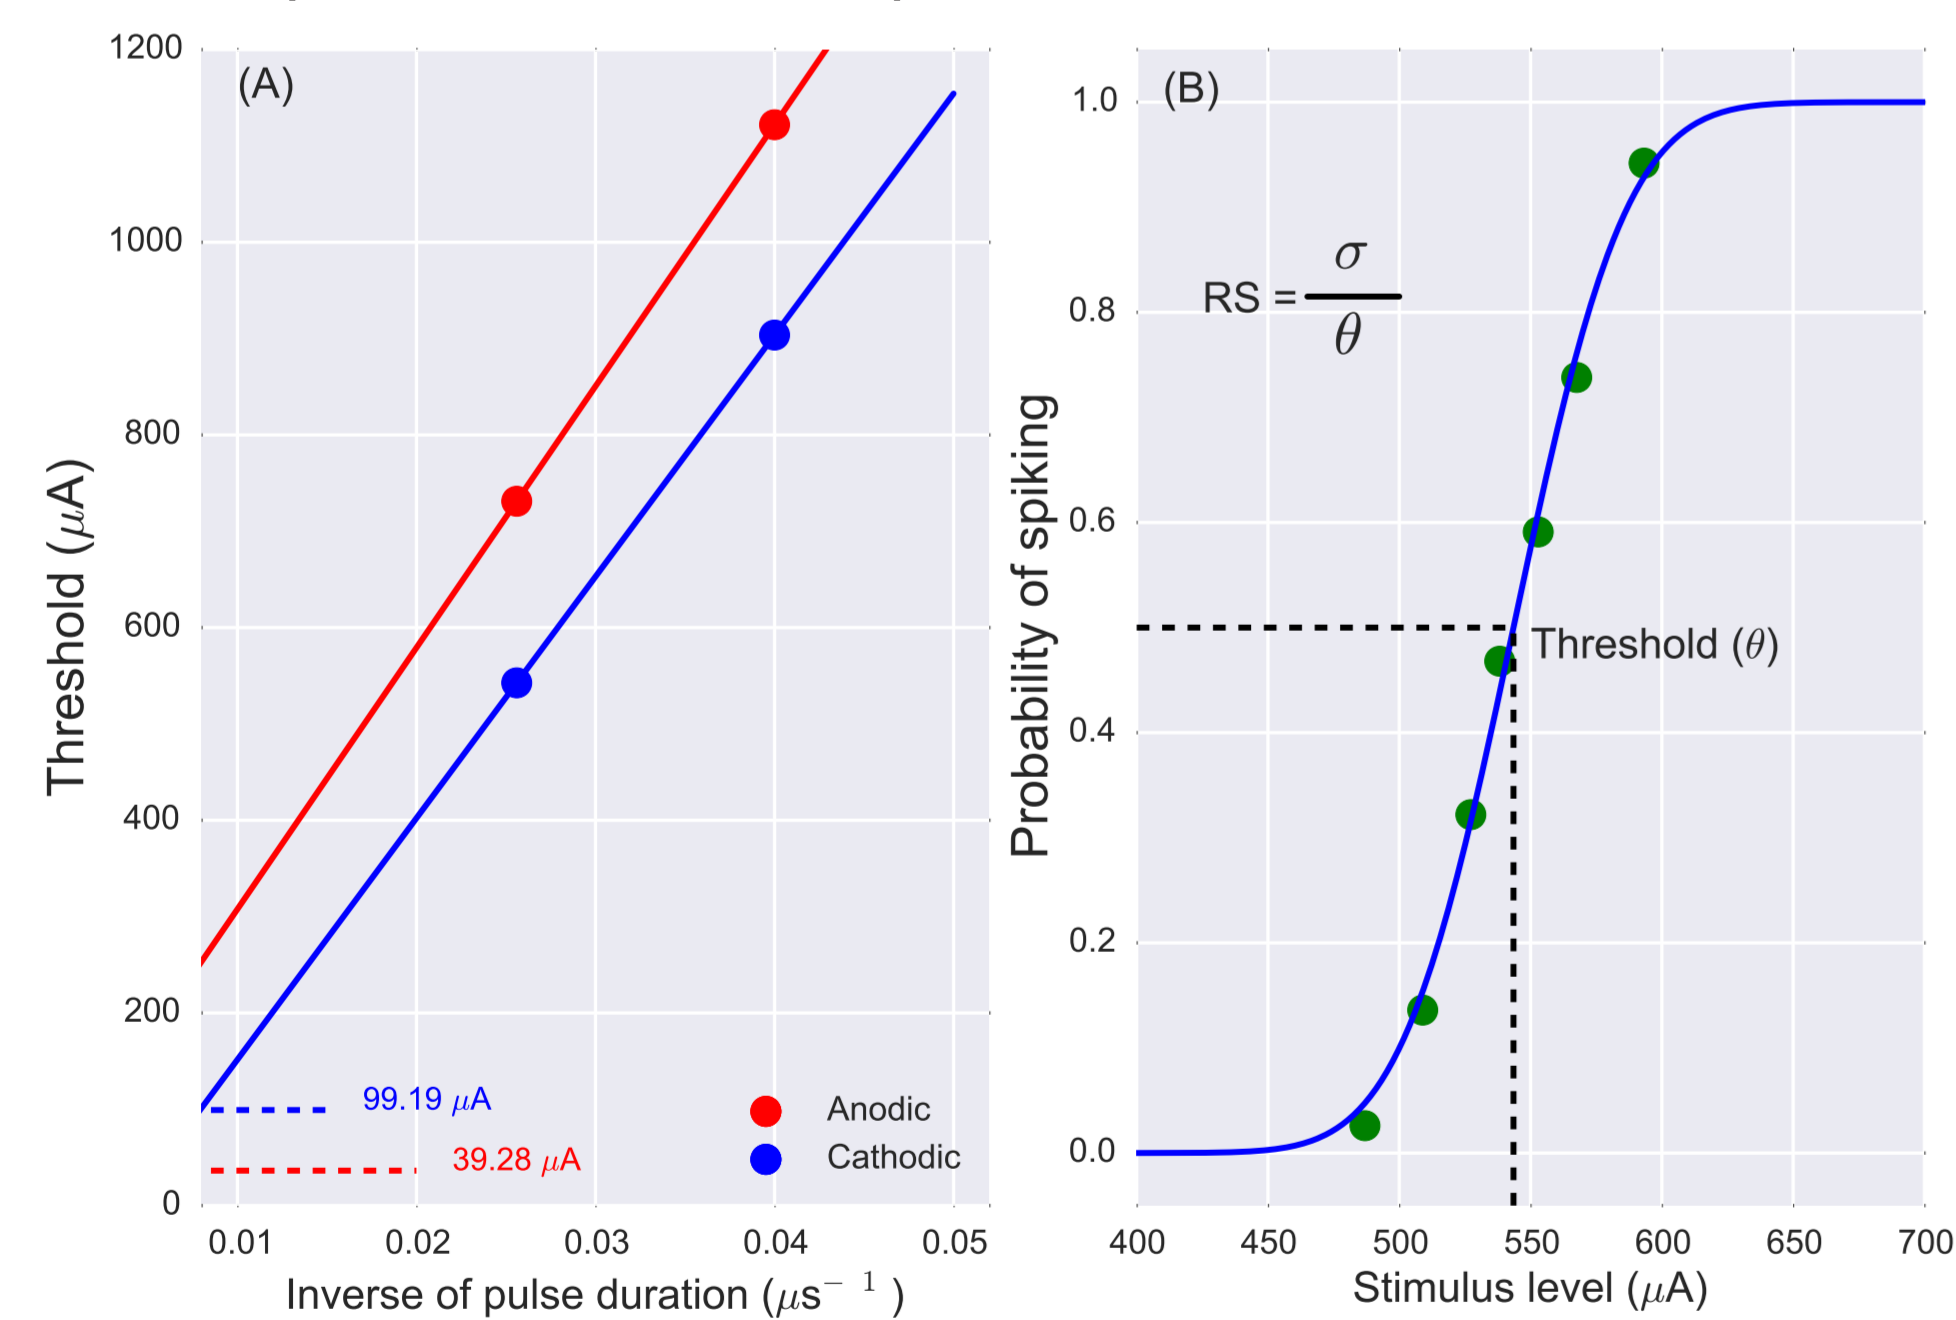 (A)
1200
1000
800
600
400
200
0
Threshold (μA)
99.19 μA
39.28 μA
Anodic
Cathodic
0.01 0.02 0.03 0.04 0.05
Inverse of pulse duration (μs⁻¹)
(B)
1.0
0.8
0.6
0.4
0.2
0.0
Probability of spiking
RS = σ/θ
Threshold (θ)
400 450 500 550 600 650 700
Stimulus level (μA)